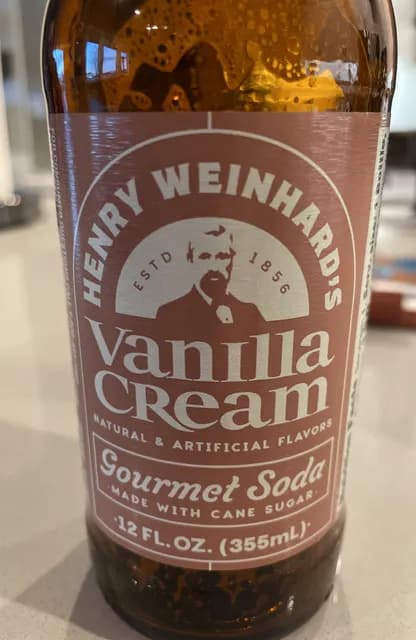 HENRY WEINHARD'S
ESTD 1856
Vanilla
CReam
NATURAL & ARTIFICIAL FLAVORS
Gourmet Soda
·MADE WITH CANE SUGAR·
·12 FL. OZ. (355mL)·